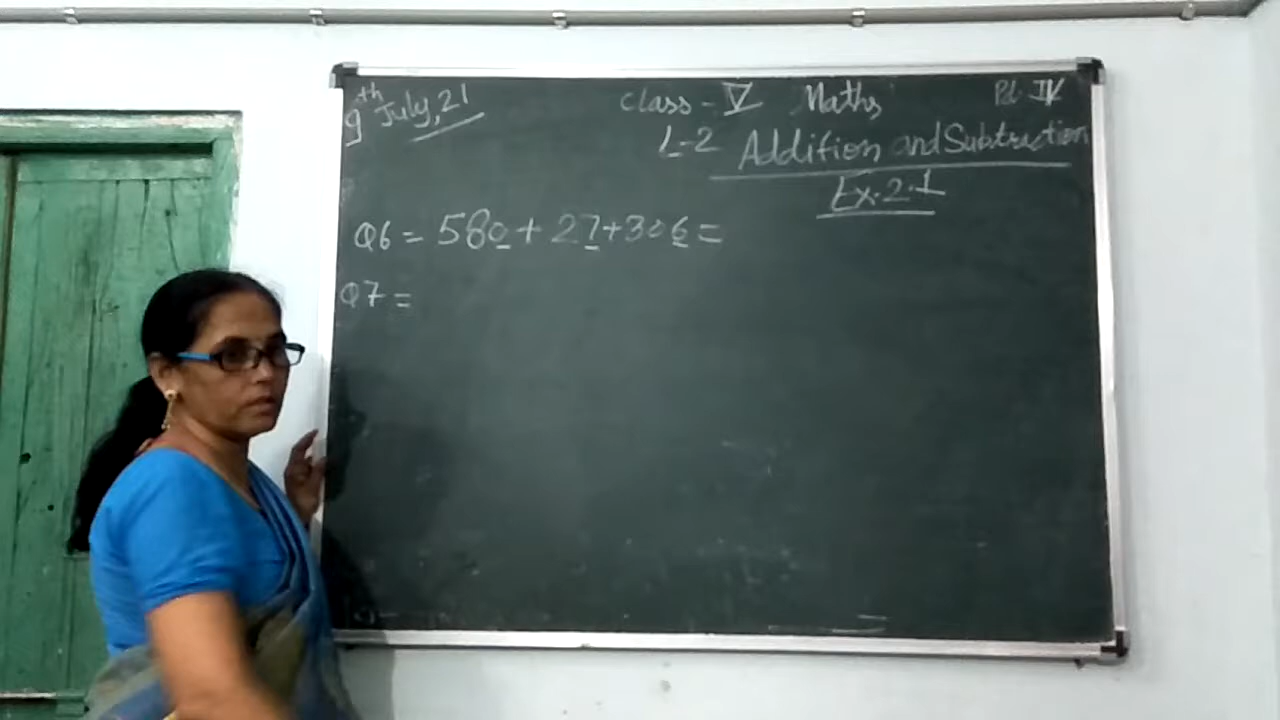 9th July, 21
Class - V Maths Pd. IV
L-2 Addition and Subtraction
Ex. 2.1
Q6 = 580 + 27 + 306 =
Q7 =